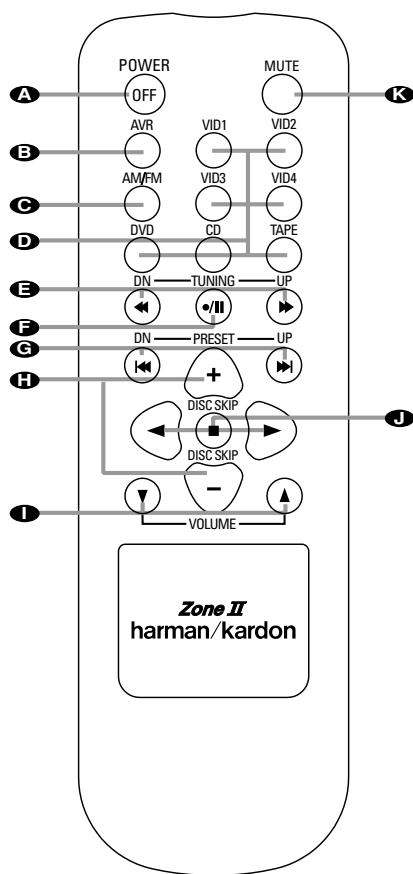 POWER MUTE
A OFF K
AVR VID1 VID2
B
AM/FM VID3 VID4
C
D
DVD CD TAPE
E DN TUNING UP
F
G DN PRESET UP
H +
DISC SKIP
J
DISC SKIP
–
I
VOLUME
Zone II
harman/kardon